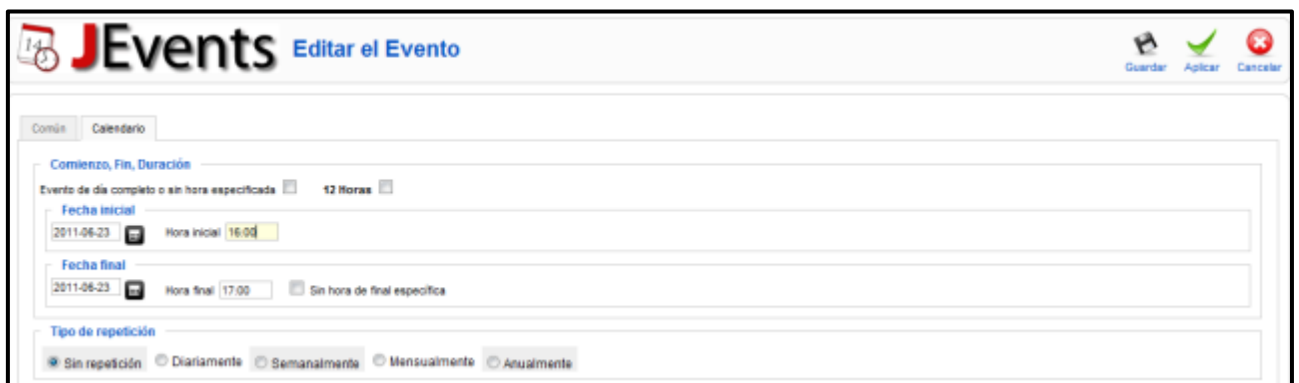 14
JEvents Editar el Evento
Guardar Aplicar Cancelar
Común Calendario
Comienzo, Fin, Duración
Evento de día completo o sin hora especificada 12 Horas
Fecha inicial
2011-06-23 Hora inicial 16:00
Fecha final
2011-06-23 Hora final 17:00 Sin hora de final específica
Tipo de repetición
Sin repetición Diariamente Semanalmente Mensualmente Anualmente